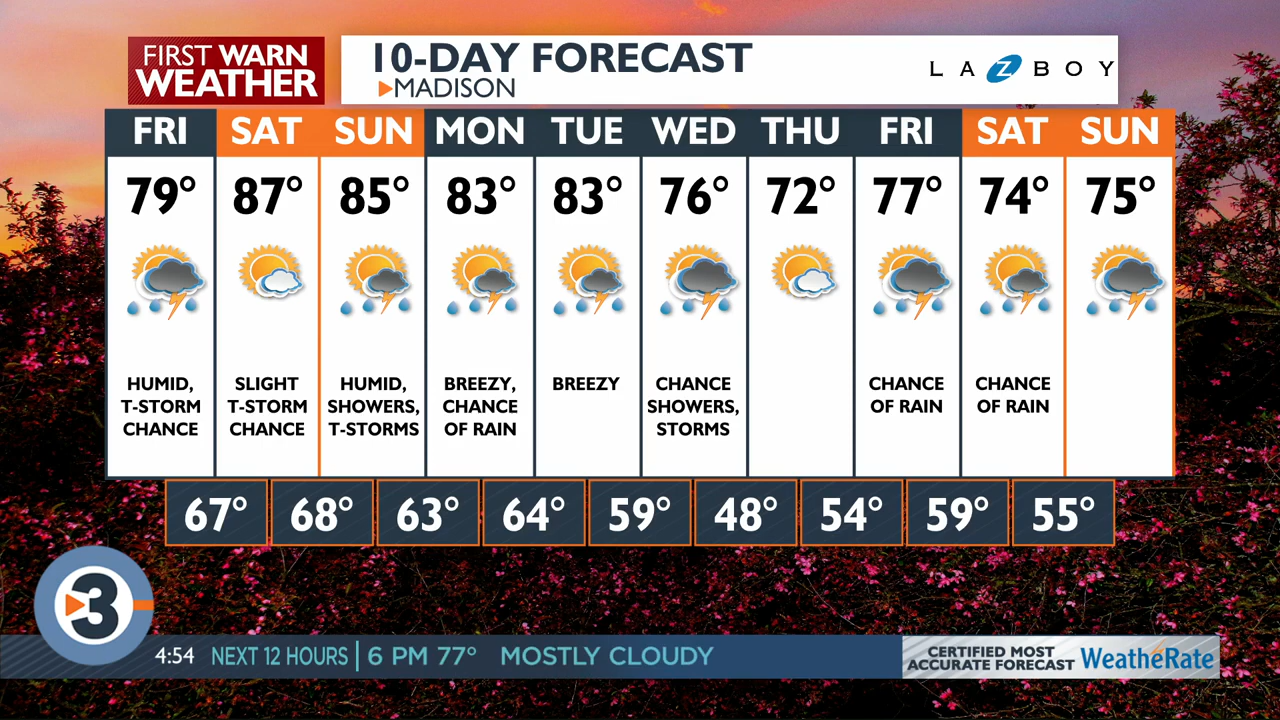 FIRST WARN
WEATHER
10-DAY FORECAST
MADISON
LA Z BOY
FRI SAT SUN MON TUE WED THU FRI SAT SUN
79° 87° 85° 83° 83° 76° 72° 77° 74° 75°
HUMID,
T-STORM
CHANCE
SLIGHT
T-STORM
CHANCE
HUMID,
SHOWERS,
T-STORMS
BREEZY,
CHANCE
OF RAIN
BREEZY
CHANCE
SHOWERS,
STORMS
CHANCE
OF RAIN
CHANCE
OF RAIN
67° 68° 63° 64° 59° 48° 54° 59° 55°
3
4:54 NEXT 12 HOURS 6 PM 77° MOSTLY CLOUDY
CERTIFIED MOST
ACCURATE FORECAST
WeatheRate